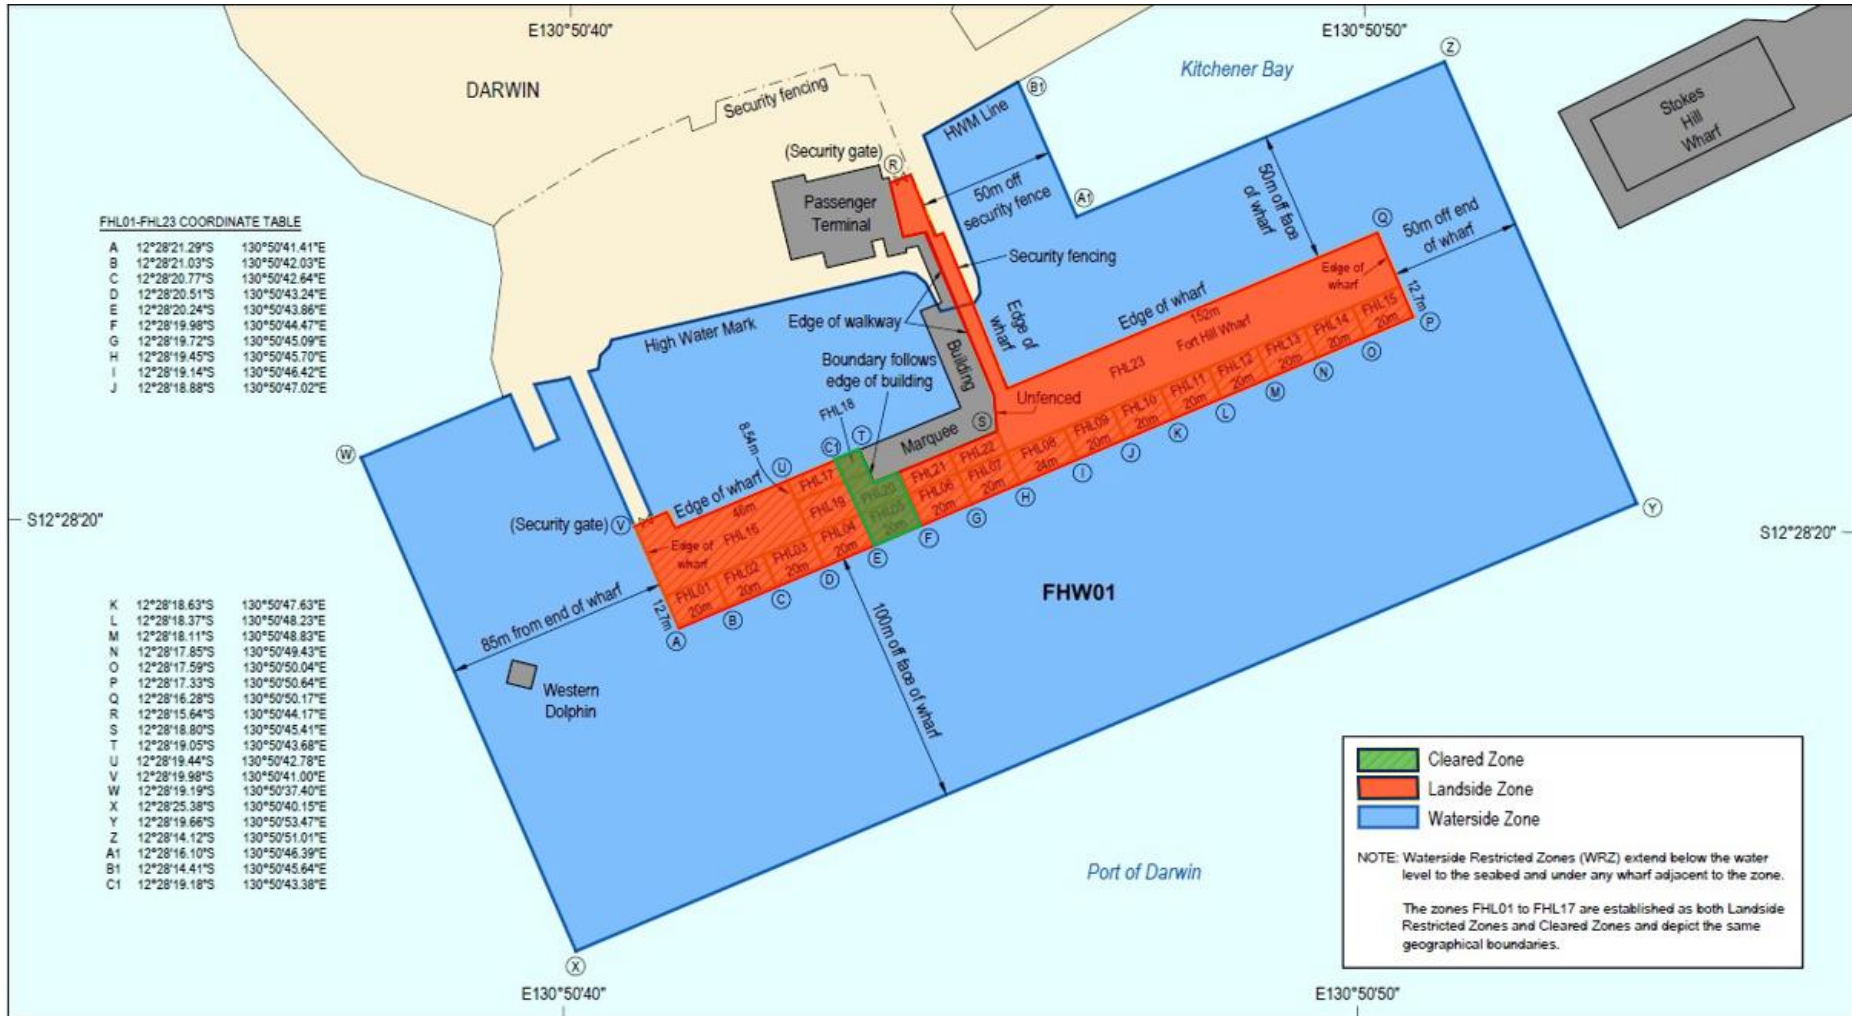 E130°50'40"
E130°50'50"
Z
Kitchener Bay
DARWIN
B1
Stokes
Hill
Wharf
Security fencing
HWM Line
(Security gate)
R
50m off
security fence
A1
50m off face
of wharf
Passenger
Terminal
Q
50m off end
of wharf
FHL01-FHL23 COORDINATE TABLE
A 12°28'21.29"S 130°50'41.41"E
B 12°28'21.03"S 130°50'42.03"E
C 12°28'20.77"S 130°50'42.64"E
D 12°28'20.51"S 130°50'43.24"E
E 12°28'20.24"S 130°50'43.86"E
F 12°28'19.98"S 130°50'44.47"E
G 12°28'19.72"S 130°50'45.09"E
H 12°28'19.45"S 130°50'45.70"E
I 12°28'19.14"S 130°50'46.42"E
J 12°28'18.88"S 130°50'47.02"E
Security fencing
Edge of
wharf
Edge of walkway
Edge of
wharf
Edge of wharf
152m
Fort Hill Wharf
FHL23
12.7m
P
High Water Mark
Boundary follows
edge of building
Building
Unfenced
S
Marquee
FHL18
8.54m
C1
T
U
W
Edge of wharf
46m
FHL16
FHL17
FHL19
FHL20
FHL21
FHL22
(Security gate)
V
Edge of
wharf
FHL01
20m
FHL02
20m
FHL03
20m
FHL04
20m
FHL05
20m
FHL06
20m
FHL07
20m
FHL08
24m
FHL09
20m
FHL10
20m
FHL11
20m
FHL12
20m
FHL13
20m
FHL14
20m
FHL15
20m
12.7m
A
B
C
D
E
F
G
H
I
J
K
L
M
N
O
Y
S12°28'20"
S12°28'20"
FHW01
85m from end of wharf
100m off face of wharf
Western
Dolphin
K 12°28'18.63"S 130°50'47.63"E
L 12°28'18.37"S 130°50'48.23"E
M 12°28'18.11"S 130°50'48.83"E
N 12°28'17.85"S 130°50'49.43"E
O 12°28'17.59"S 130°50'50.04"E
P 12°28'17.33"S 130°50'50.64"E
Q 12°28'16.28"S 130°50'50.17"E
R 12°28'15.64"S 130°50'44.17"E
S 12°28'18.80"S 130°50'45.41"E
T 12°28'19.05"S 130°50'43.68"E
U 12°28'19.44"S 130°50'42.78"E
V 12°28'19.98"S 130°50'41.00"E
W 12°28'19.19"S 130°50'37.40"E
X 12°28'25.38"S 130°50'40.15"E
Y 12°28'19.66"S 130°50'53.47"E
Z 12°28'14.12"S 130°50'51.01"E
A1 12°28'16.10"S 130°50'46.39"E
B1 12°28'14.41"S 130°50'45.64"E
C1 12°28'19.18"S 130°50'43.38"E
Port of Darwin
X
Cleared Zone
Landside Zone
Waterside Zone
NOTE: Waterside Restricted Zones (WRZ) extend below the water
level to the seabed and under any wharf adjacent to the zone.
The zones FHL01 to FHL17 are established as both Landside
Restricted Zones and Cleared Zones and depict the same
geographical boundaries.
E130°50'40"
E130°50'50"